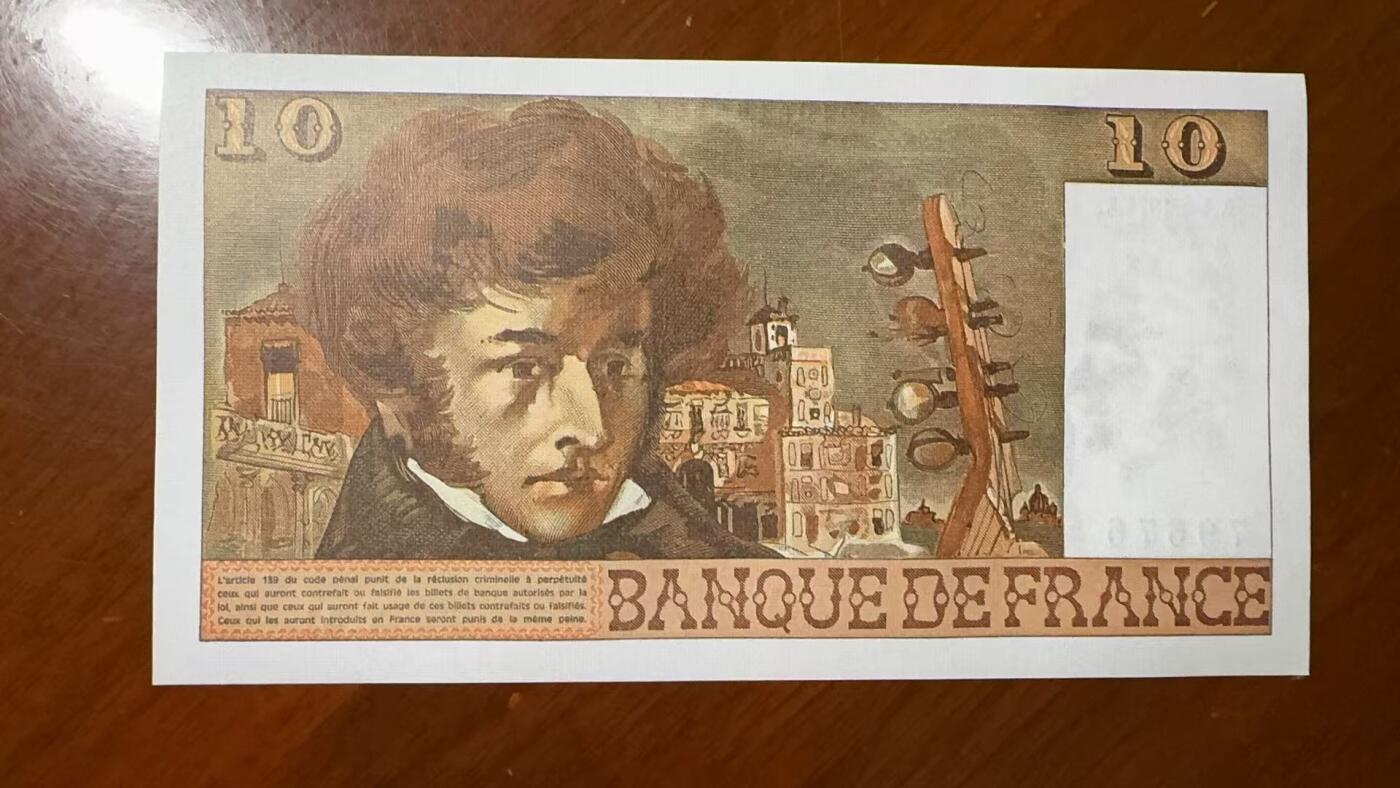 10
10
L'article 139 du code pénal punit de la réclusion criminelle à perpétuité
ceux qui auront contrefait ou falsifié les billets de banque autorisés par la
loi, ainsi que ceux qui auront fait usage de ces billets contrefaits ou falsifiés.
Ceux qui les auront introduits en France seront punis de la même peine.
BANQUE DE FRANCE